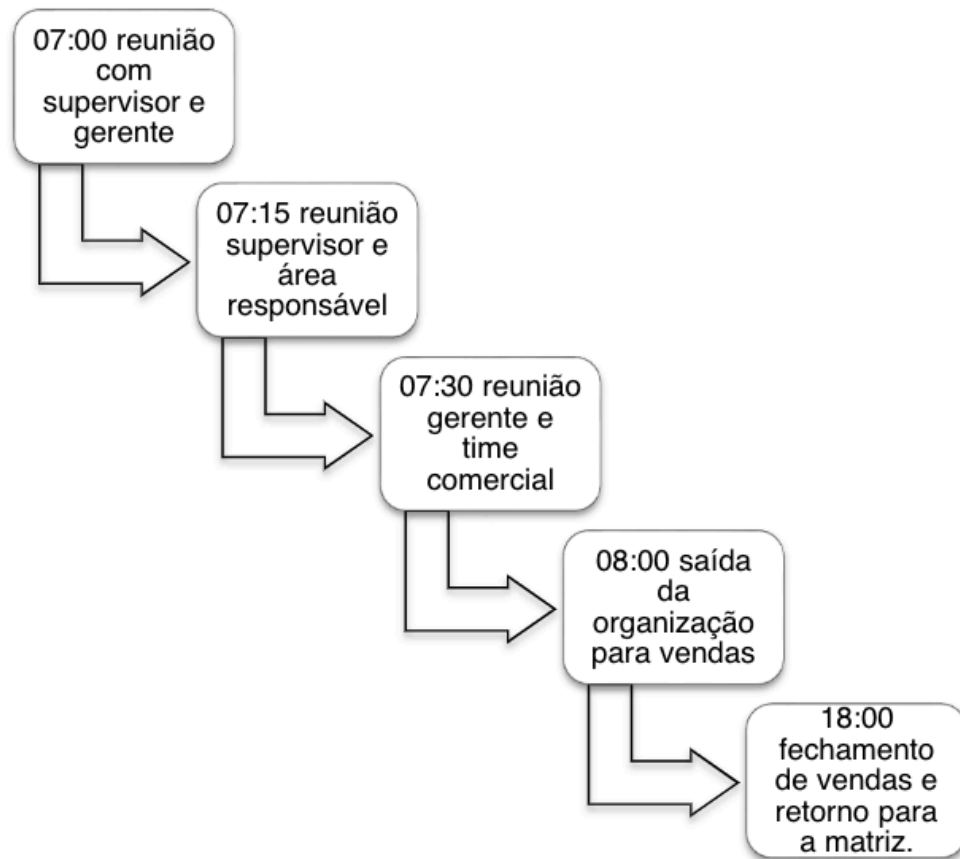 07:00 reunião
com
supervisor e
gerente
07:15 reunião
supervisor e
área
responsável
07:30 reunião
gerente e
time
comercial
08:00 saída
da
organização
para vendas
18:00
fechamento
de vendas e
retorno para
a matriz.